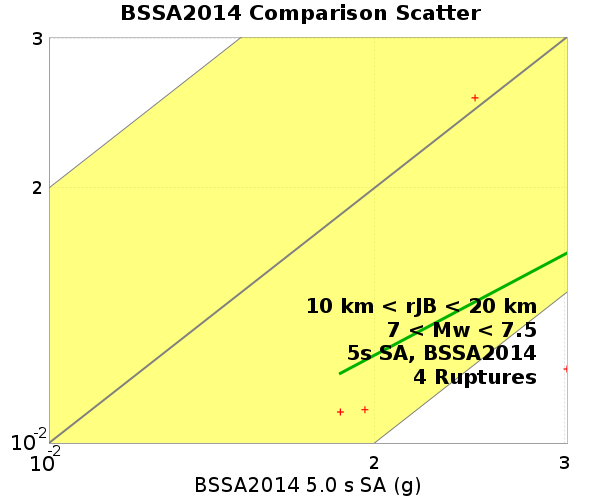 BSSA2014 Comparison Scatter
3
2
10 km < rJB < 20 km
7 < Mw < 7.5
5s SA, BSSA2014
4 Ruptures
10-2
10-2 2 3
BSSA2014 5.0 s SA (g)